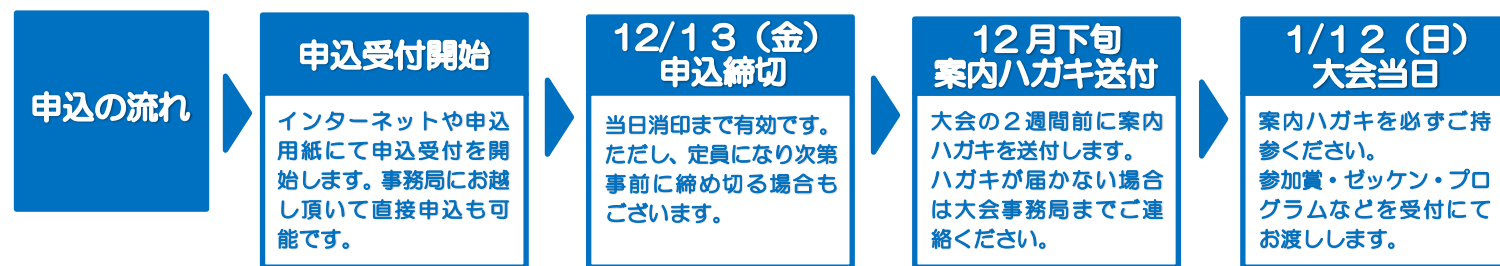 申込の流れ
申込受付開始
インターネットや申込
用紙にて申込受付を開
始します。事務局にお越
し頂いて直接申込も可
能です。
12/13（金）
申込締切
当日消印まで有効です。
ただし、定員になり次第
事前に締め切る場合も
ございます。
12月下旬
案内ハガキ送付
大会の２週間前に案内
ハガキを送付します。
ハガキが届かない場合
は大会事務局までご連
絡ください。
1/12（日）
大会当日
案内ハガキを必ずご持
参ください。
参加賞・ゼッケン・プロ
グラムなどを受付にて
お渡しします。